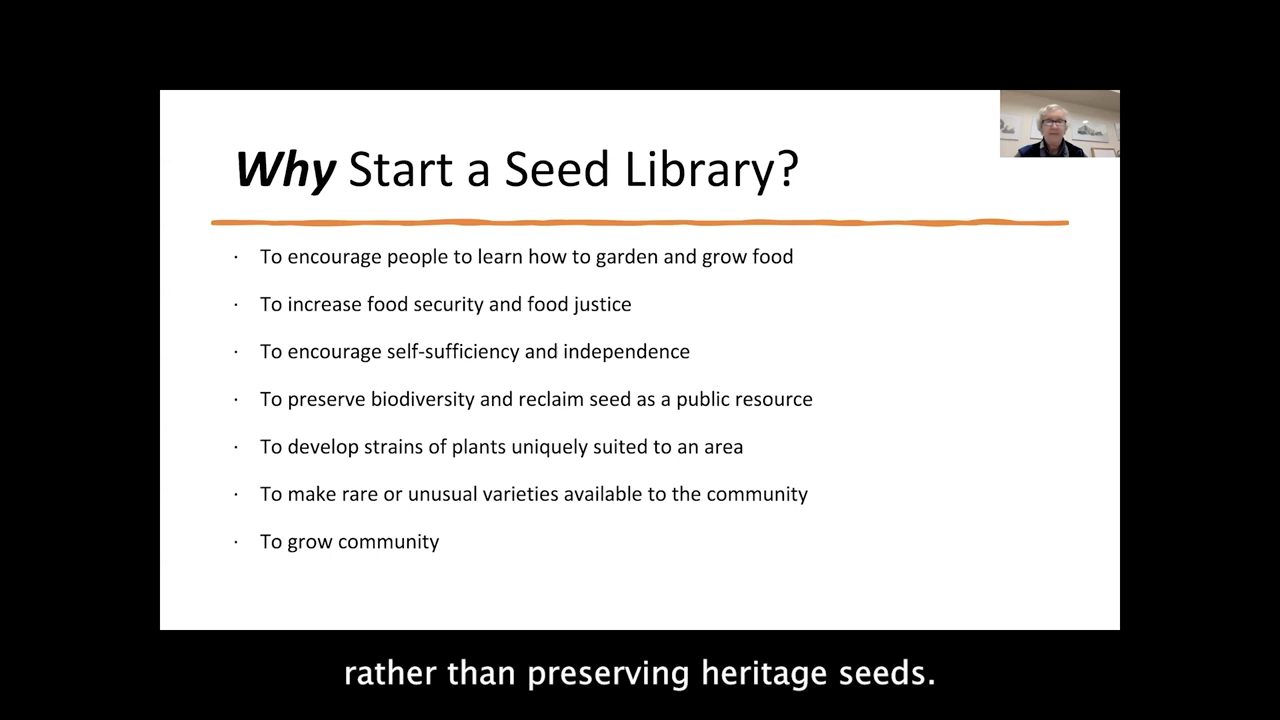 Why Start a Seed Library?
· To encourage people to learn how to garden and grow food
· To increase food security and food justice
· To encourage self-sufficiency and independence
· To preserve biodiversity and reclaim seed as a public resource
· To develop strains of plants uniquely suited to an area
· To make rare or unusual varieties available to the community
· To grow community
rather than preserving heritage seeds.